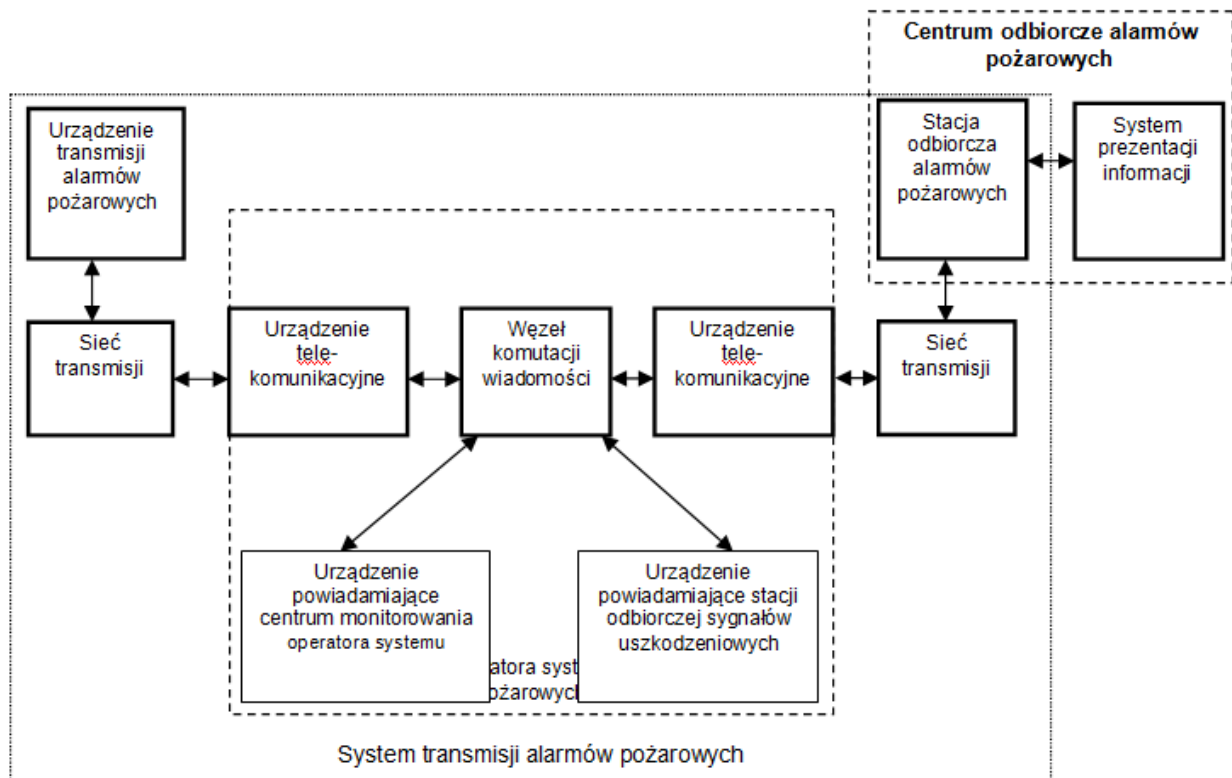 Centrum odbiorcze alarmów
pożarowych
Urządzenie
transmisji
alarmów
pożarowych
Stacja
odbiorcza
alarmów
pożarowych
System
prezentacji
informacji
Sieć
transmisji
Urządzenie
tele-
komunikacyjne
Węzeł
komutacji
wiadomości
Urządzenie
tele-
komunikacyjne
Sieć
transmisji
Urządzenie
powiadamiające
centrum monitorowania
operatora systemu
Urządzenie
powiadamiające stacji
odbiorczej sygnałów
uszkodzeniowych
System transmisji alarmów pożarowych